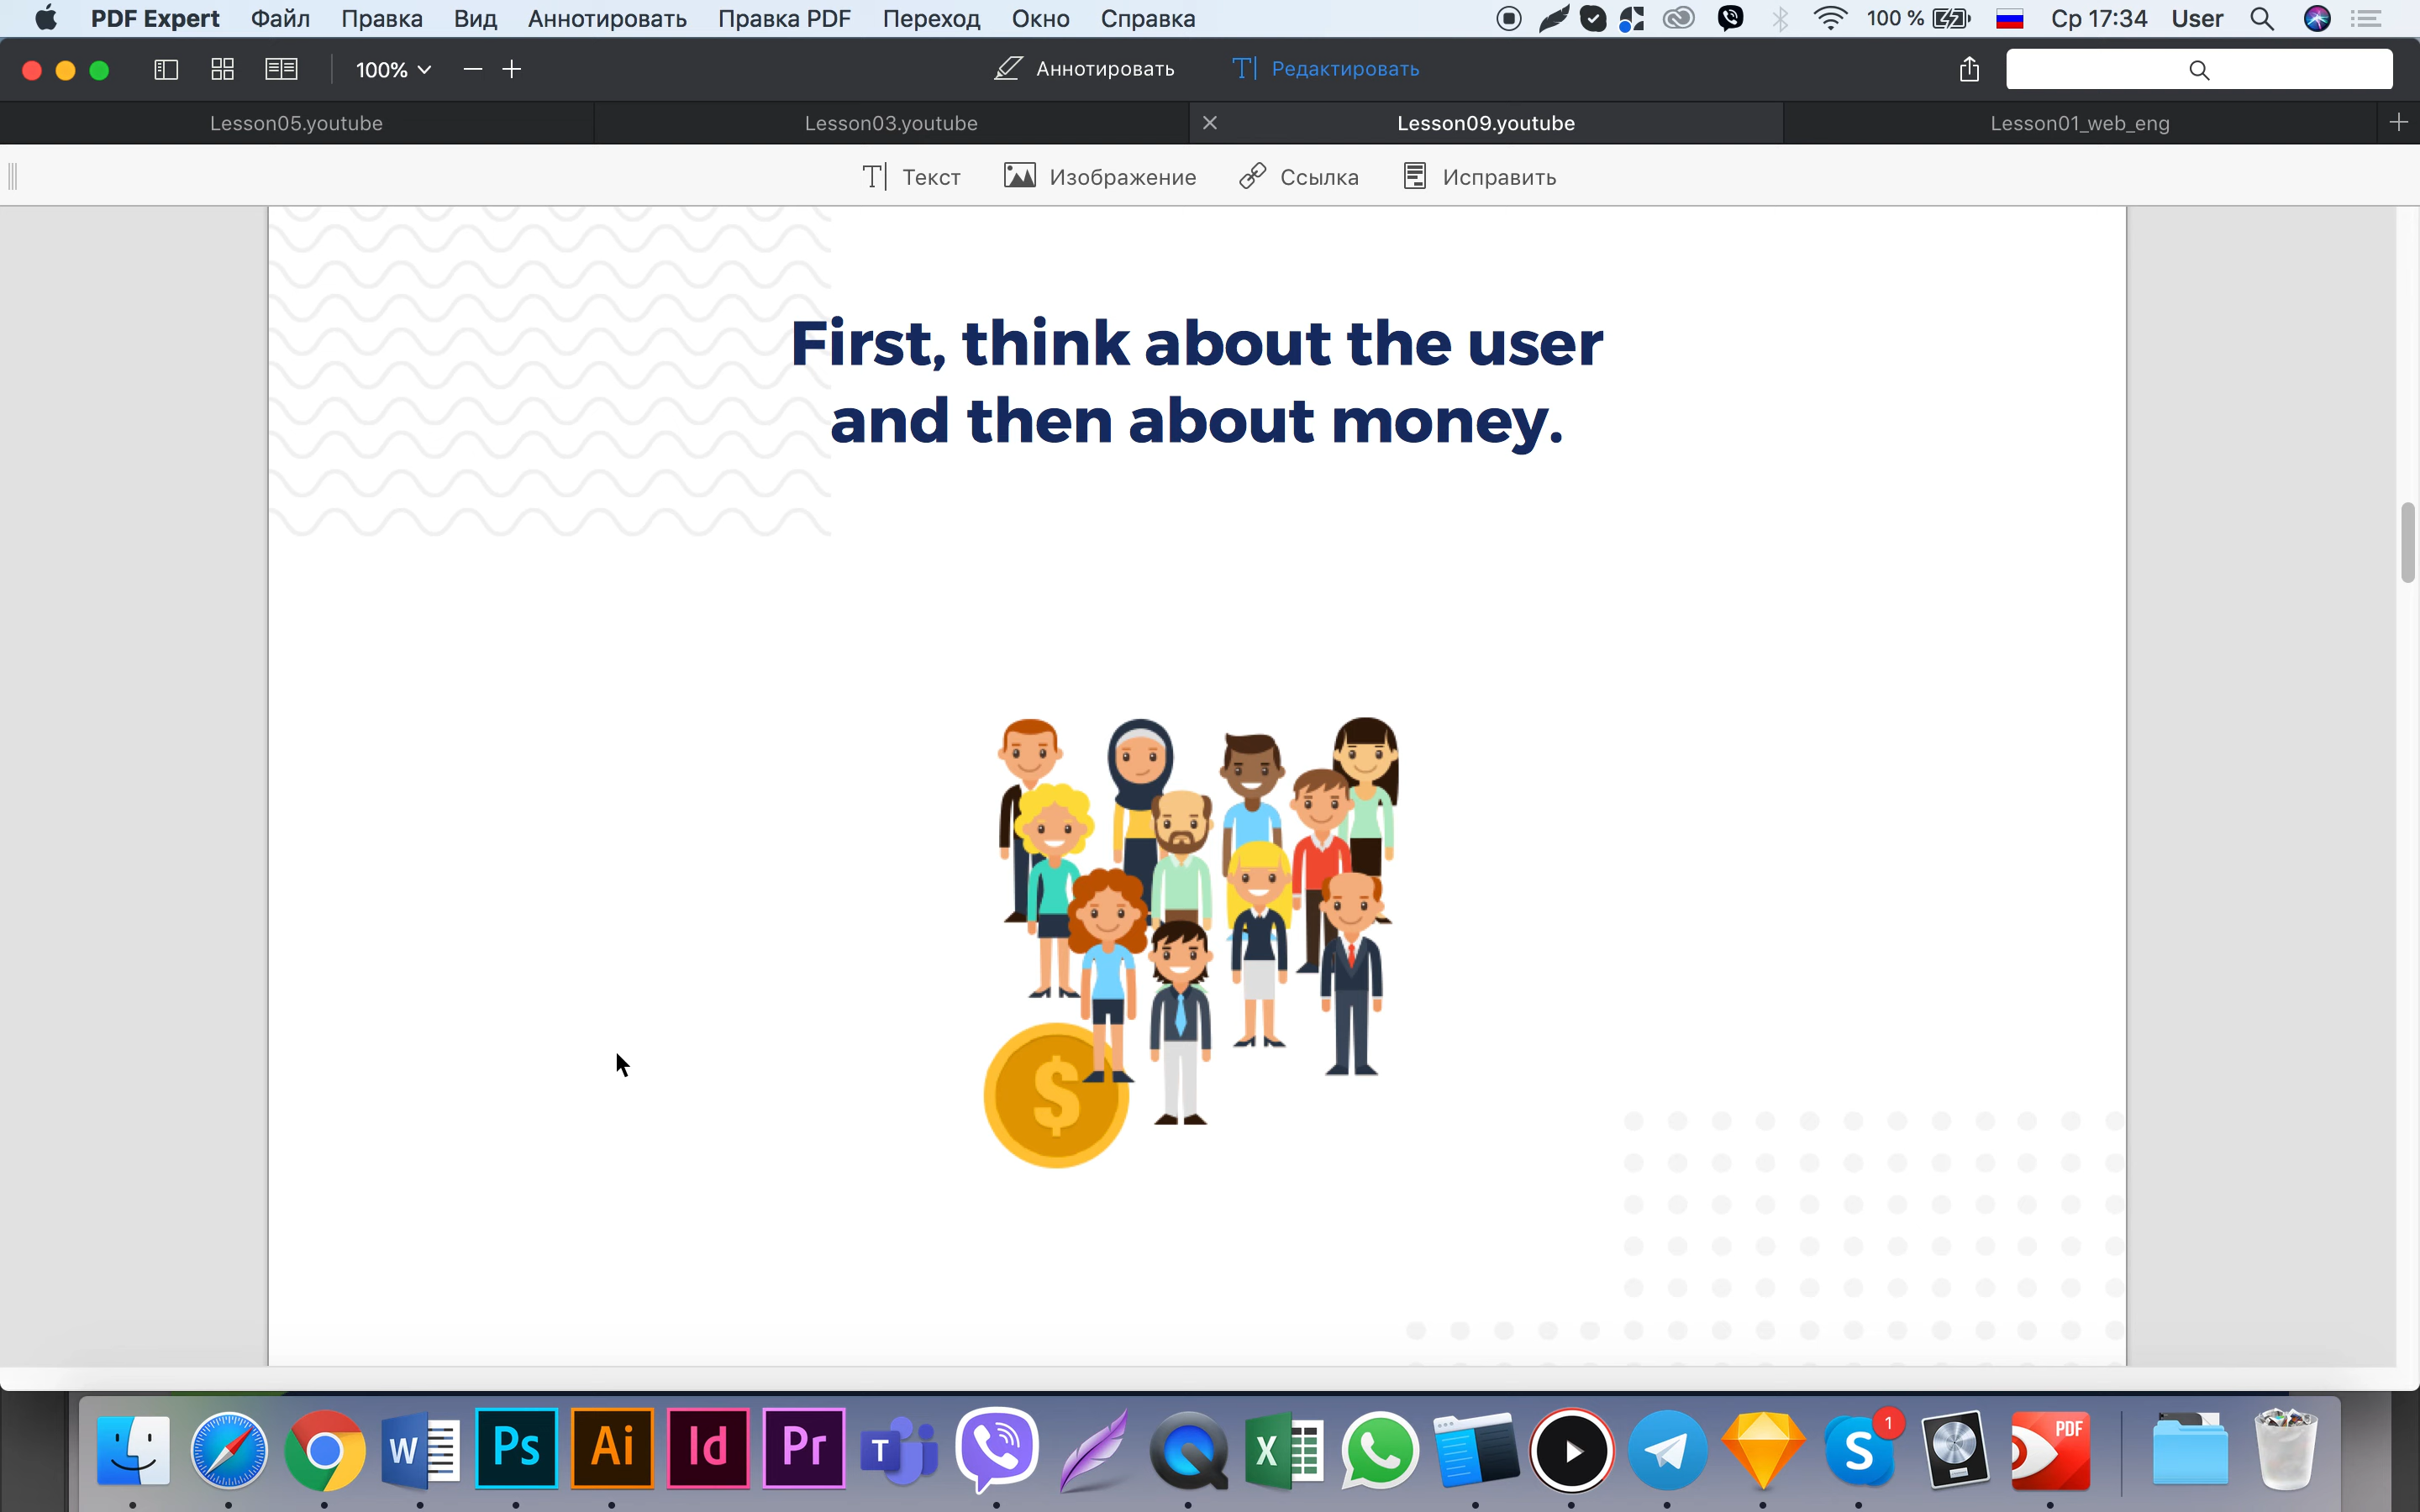 PDF Expert Файл Правка Вид Аннотировать Правка PDF Переход Окно Справка 100 % Ср 17:34 User
100% Аннотировать Редактировать
Lesson05.youtube Lesson03.youtube Lesson09.youtube Lesson01_web_eng
Текст Изображение Ссылка Исправить
First, think about the user
and then about money.
$
W Ps Ai Id Pr T X S 1 PDF